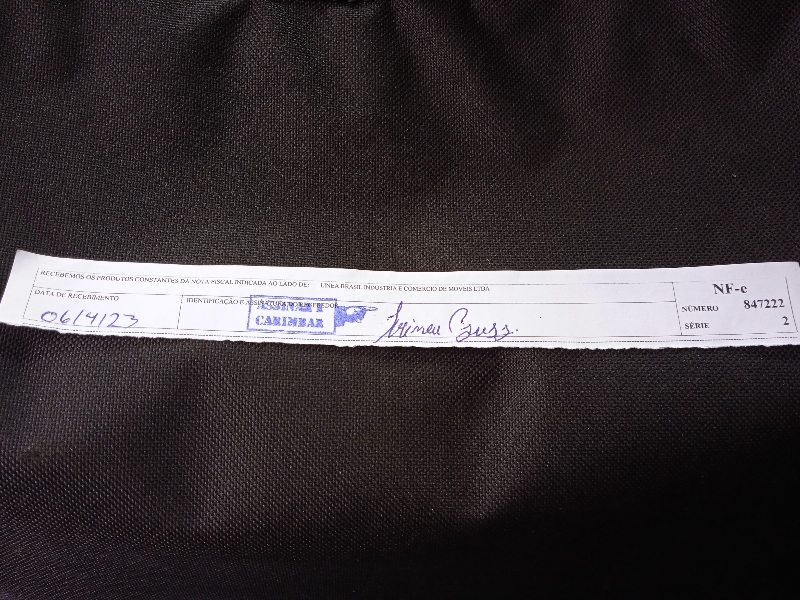 RECEBEMOS OS PRODUTOS CONSTANTES DA NOTA FISCAL INDICADA AO LADO DE: LINEA BRASIL INDUSTRIA E COMERCIO DE MOVEIS LTDA
NF-e
DATA DE RECEBIMENTO
IDENTIFICAÇÃO E ASSINATURA DO RECEBEDOR
NÚMERO 847222
06/4/23
CARIMBAR
Irineu
SÉRIE 2